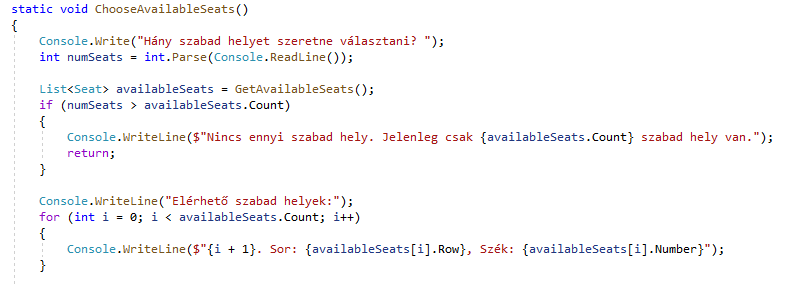 static void ChooseAvailableSeats()
{
Console.Write("Hány szabad helyet szeretne választani? ");
int numSeats = int.Parse(Console.ReadLine());
List<Seat> availableSeats = GetAvailableSeats();
if (numSeats > availableSeats.Count)
{
Console.WriteLine($"Nincs ennyi szabad hely. Jelenleg csak {availableSeats.Count} szabad hely van.");
return;
}
Console.WriteLine("Elérhető szabad helyek:");
for (int i = 0; i < availableSeats.Count; i++)
{
Console.WriteLine($"{i + 1}. Sor: {availableSeats[i].Row}, Szék: {availableSeats[i].Number}");
}